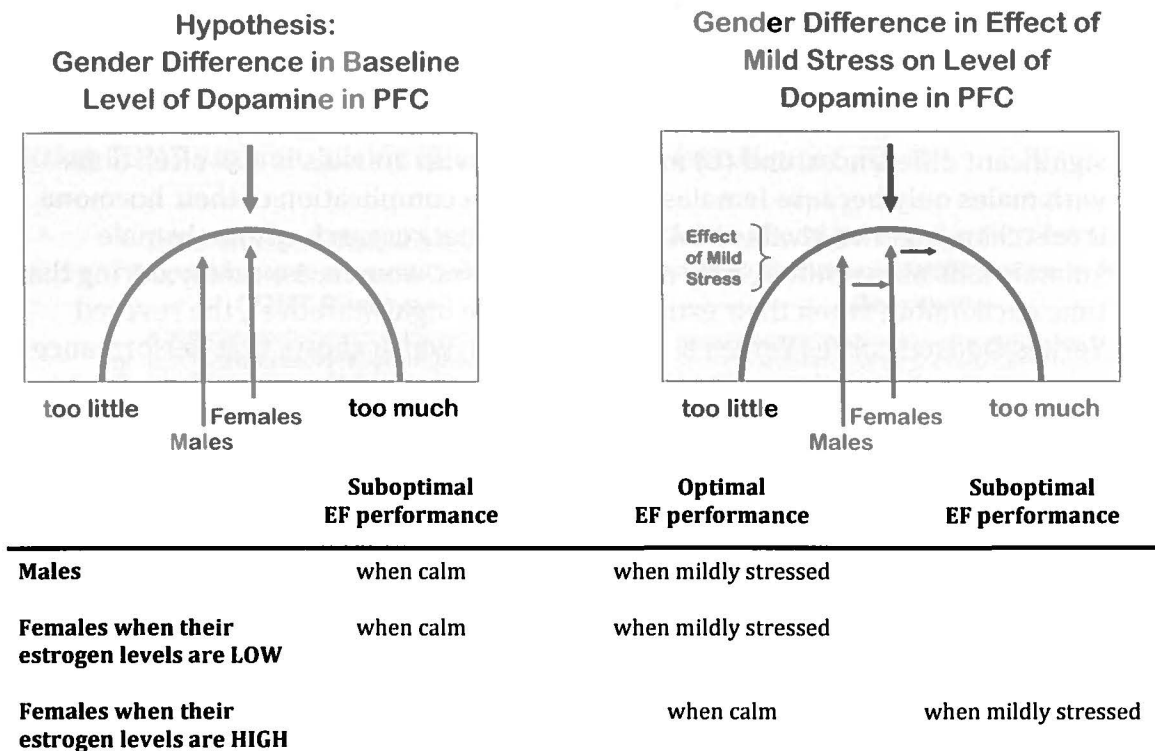 Hypothesis:
Gender Difference in Baseline
Level of Dopamine in PFC
too little
too much
Females
Males
Gender Difference in Effect of
Mild Stress on Level of
Dopamine in PFC
Effect
of Mild
Stress
too little
too much
Females
Males
Suboptimal
EF performance
Optimal
EF performance
Suboptimal
EF performance
Males
when calm
when mildly stressed
Females when their
estrogen levels are LOW
when calm
when mildly stressed
Females when their
estrogen levels are HIGH
when calm
when mildly stressed